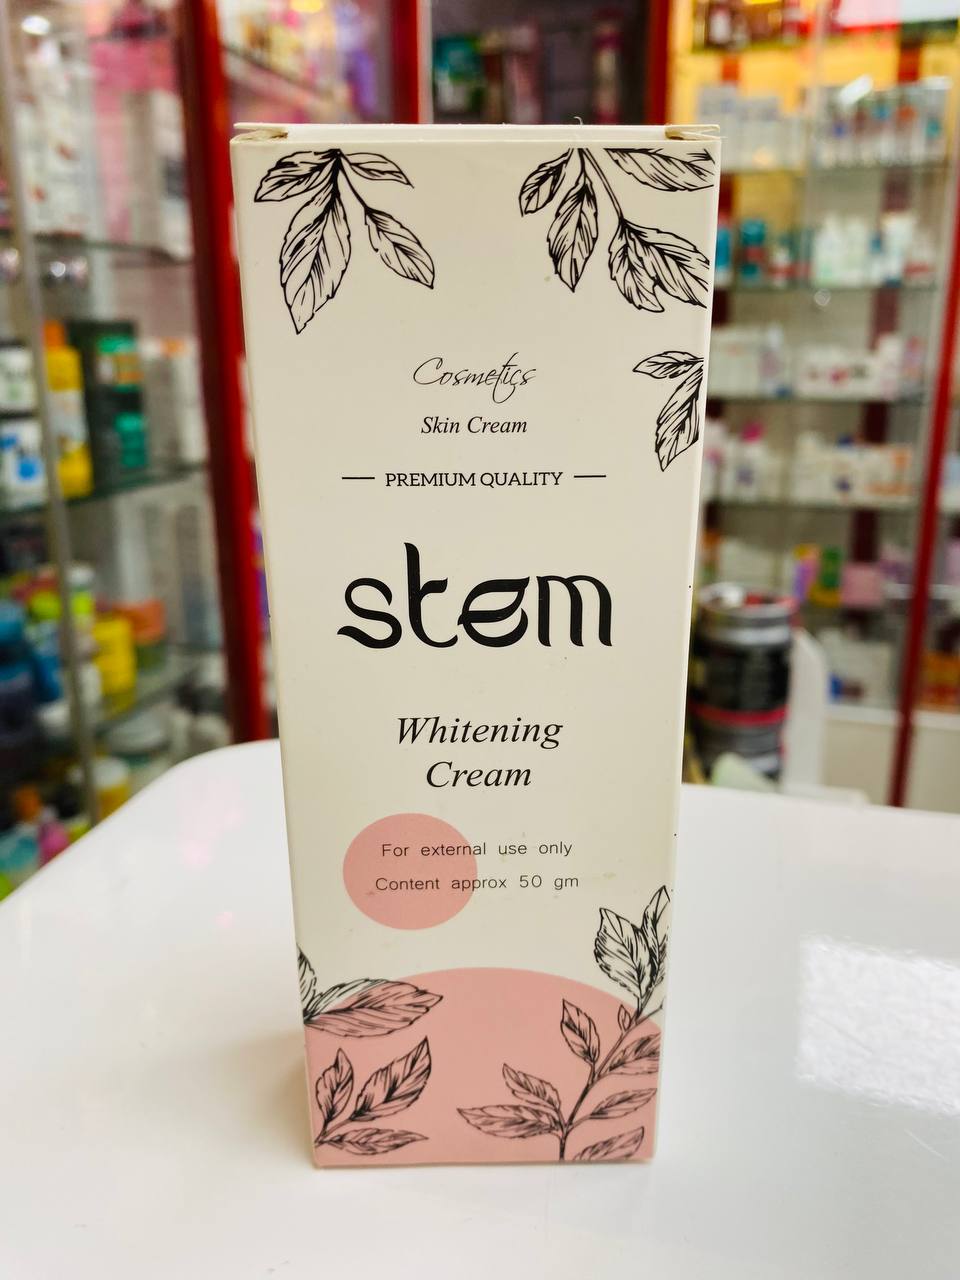 Cosmetics
Skin Cream
PREMIUM QUALITY
stem
Whitening
Cream
For external use only
Content approx 50 gm